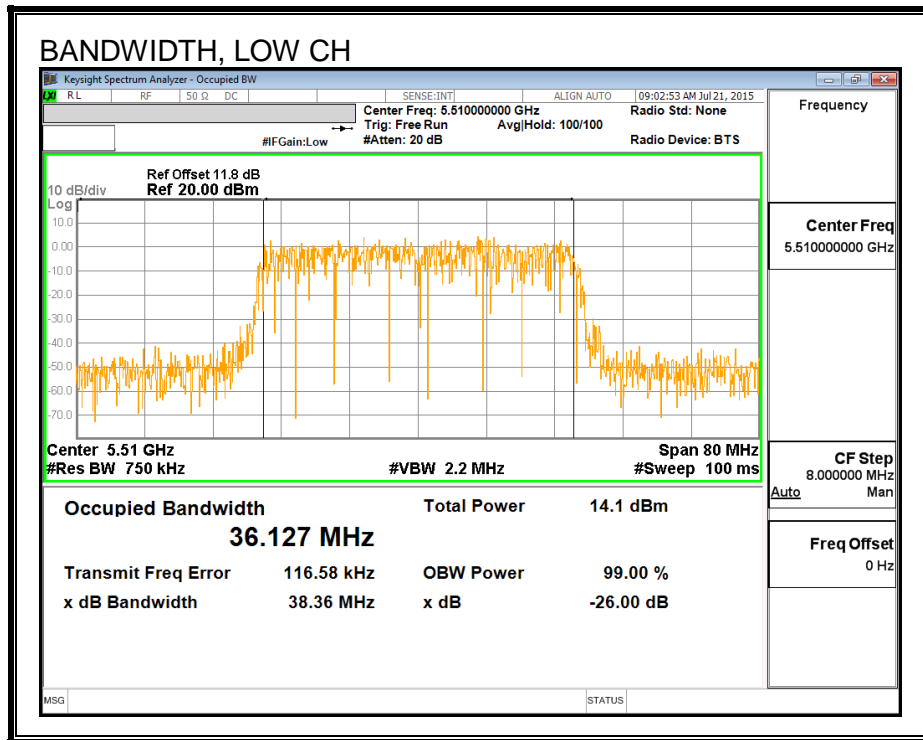 BANDWIDTH, LOW CH
Keysight Spectrum Analyzer - Occupied BW
LXI RL RF 50 Ω DC SENSE:INT ALIGN AUTO 09:02:53 AM Jul 21, 2015
Center Freq: 5.510000000 GHz Radio Std: None
Trig: Free Run Avg|Hold: 100/100
#IFGain:Low #Atten: 20 dB Radio Device: BTS
Frequency
Ref Offset 11.8 dB
10 dB/div Ref 20.00 dBm
Log
10.0
0.00
-10.0
-20.0
-30.0
-40.0
-50.0
-60.0
-70.0
Center 5.51 GHz Span 80 MHz
#Res BW 750 kHz #VBW 2.2 MHz #Sweep 100 ms
Center Freq
5.510000000 GHz
CF Step
8.000000 MHz
Auto Man
Freq Offset
0 Hz
Occupied Bandwidth Total Power 14.1 dBm
36.127 MHz
Transmit Freq Error 116.58 kHz OBW Power 99.00 %
x dB Bandwidth 38.36 MHz x dB -26.00 dB
MSG STATUS